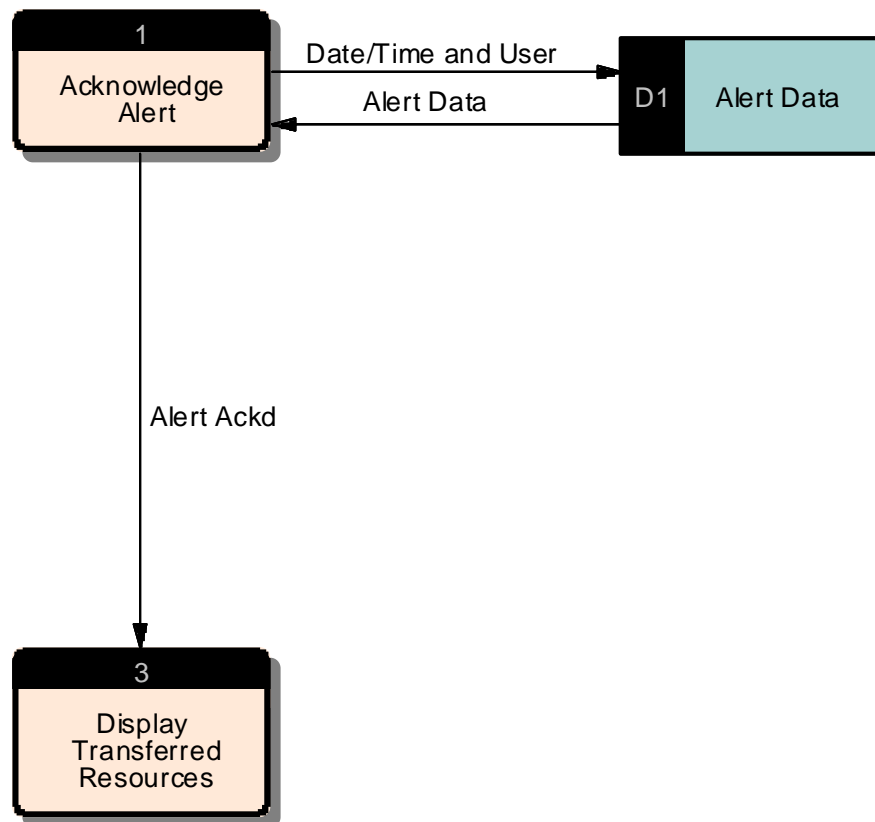 1
Acknowledge
Alert
Date/Time and User
Alert Data
D1
Alert Data
Alert Ackd
3
Display
Transferred
Resources